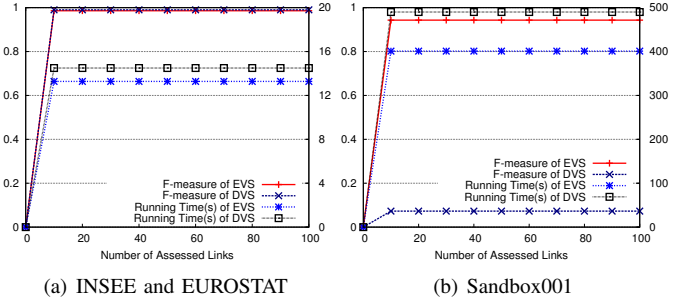 1
0.8
0.6
0.4
0.2
0
20
16
12
8
4
0
F-measure of EVS
F-measure of DVS
Running Time(s) of EVS
Running Time(s) of DVS
0 20 40 60 80 100
Number of Assessed Links
(a) INSEE and EUROSTAT
1
0.8
0.6
0.4
0.2
0
500
400
300
200
100
0
F-measure of EVS
F-measure of DVS
Running Time(s) of EVS
Running Time(s) of DVS
0 20 40 60 80 100
Number of Assessed Links
(b) Sandbox001